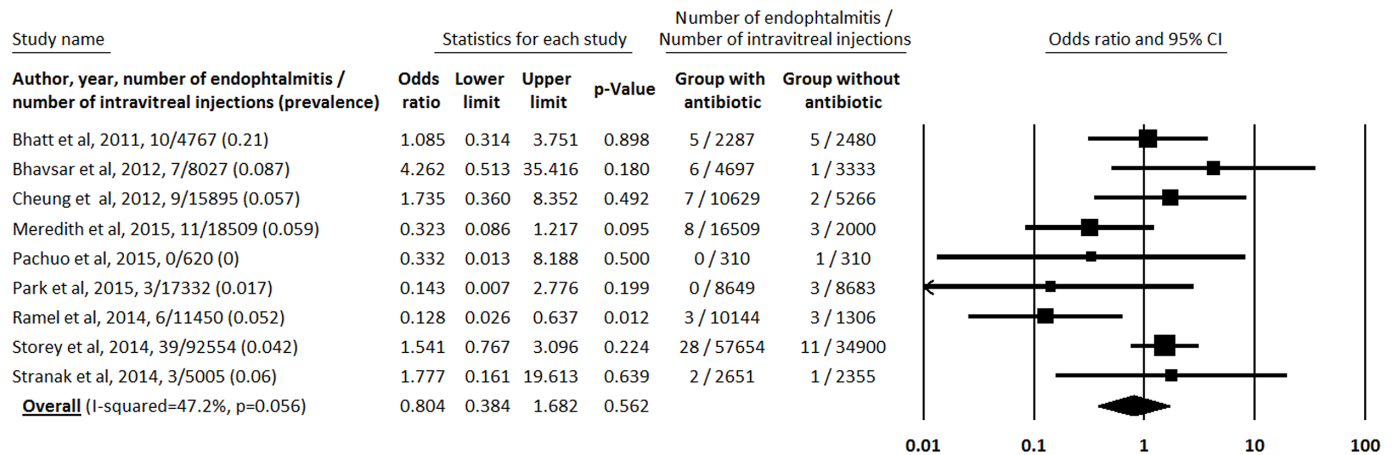 Study name Statistics for each study Number of endophtalmitis / Number of intravitreal injections Odds ratio and 95% CI
Author, year, number of endophtalmitis / number of intravitreal injections (prevalence) Odds ratio Lower limit Upper limit p-Value Group with antibiotic Group without antibiotic
Bhatt et al, 2011, 10/4767 (0.21) 1.085 0.314 3.751 0.898 5 / 2287 5 / 2480
Bhavsar et al, 2012, 7/8027 (0.087) 4.262 0.513 35.416 0.180 6 / 4697 1 / 3333
Cheung et al, 2012, 9/15895 (0.057) 1.735 0.360 8.352 0.492 7 / 10629 2 / 5266
Meredith et al, 2015, 11/18509 (0.059) 0.323 0.086 1.217 0.095 8 / 16509 3 / 2000
Pachuo et al, 2015, 0/620 (0) 0.332 0.013 8.188 0.500 0 / 310 1 / 310
Park et al, 2015, 3/17332 (0.017) 0.143 0.007 2.776 0.199 0 / 8649 3 / 8683
Ramel et al, 2014, 6/11450 (0.052) 0.128 0.026 0.637 0.012 3 / 10144 3 / 1306
Storey et al, 2014, 39/92554 (0.042) 1.541 0.767 3.096 0.224 28 / 57654 11 / 34900
Stranak et al, 2014, 3/5005 (0.06) 1.777 0.161 19.613 0.639 2 / 2651 1 / 2355
Overall (I-squared=47.2%, p=0.056) 0.804 0.384 1.682 0.562
0.01 0.1 1 10 100